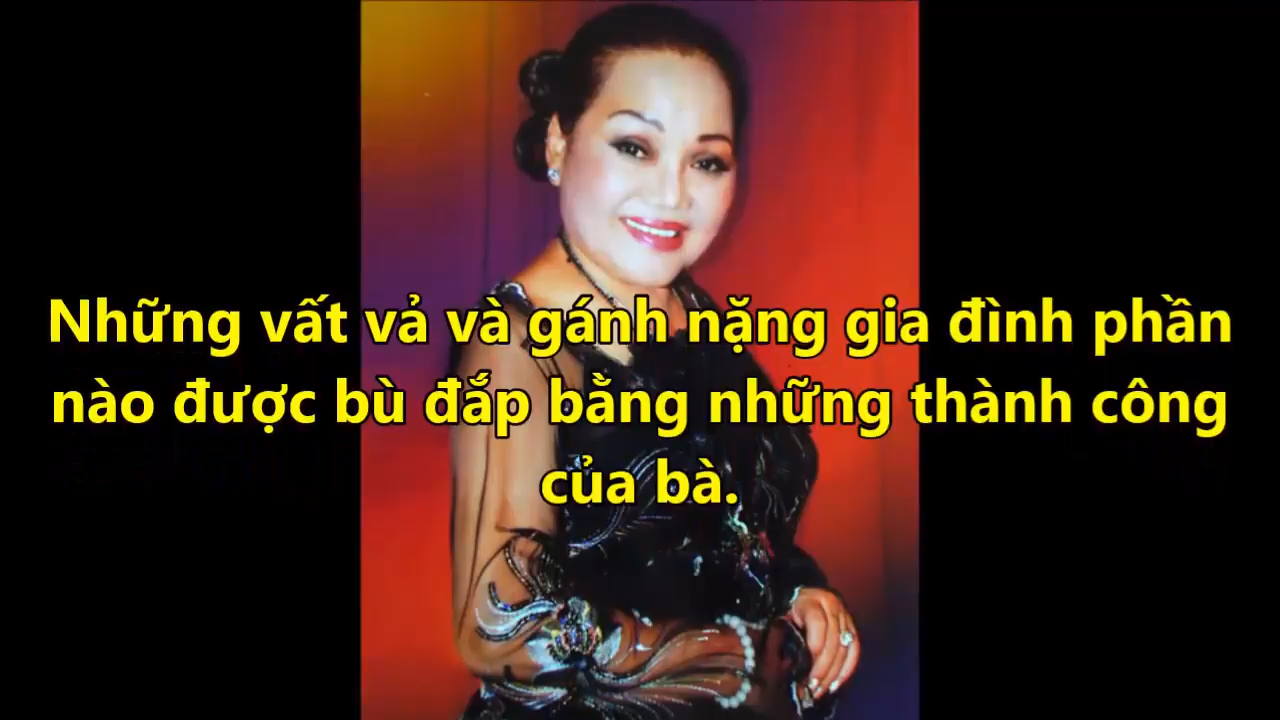 Những vất vả và gánh nặng gia đình phần
nào được bù đắp bằng những thành công
của bà.